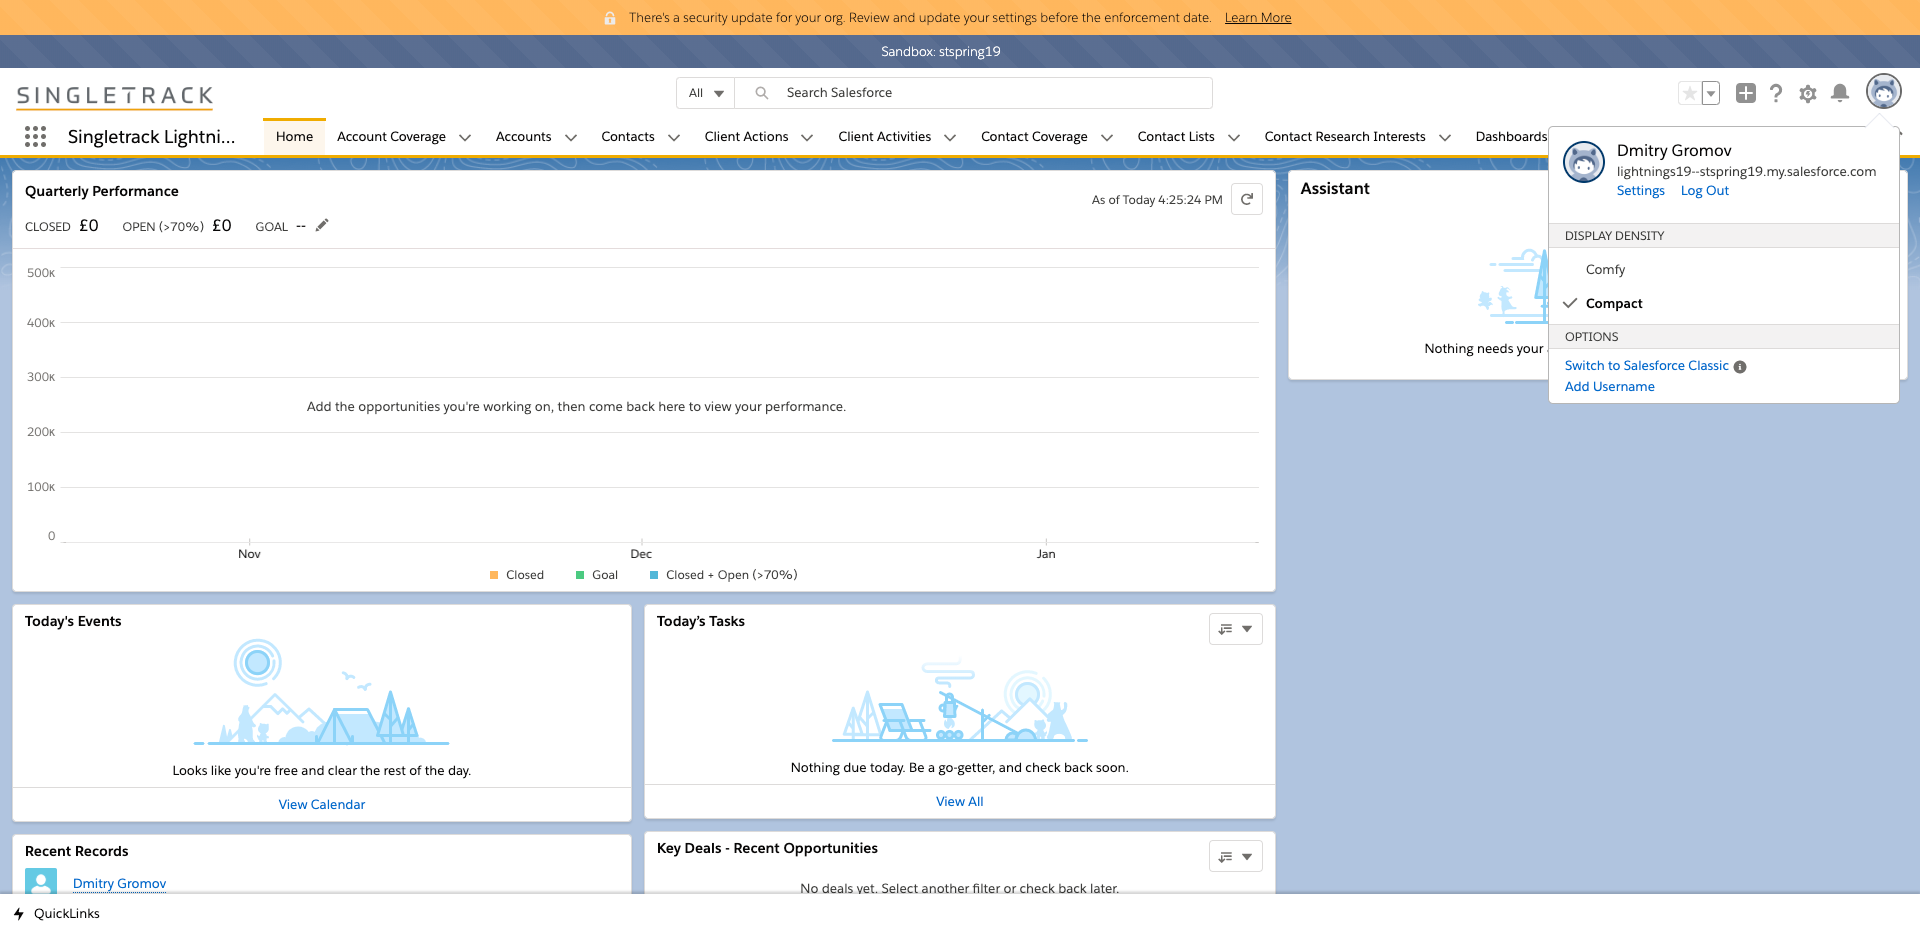 There's a security update for your org. Review and update your settings before the enforcement date. Learn More
Sandbox: stspring19
SINGLETRACK
All
Search Salesforce
Singletrack Lightni...
Home
Account Coverage
Accounts
Contacts
Client Actions
Client Activities
Contact Coverage
Contact Lists
Contact Research Interests
Dashboards
Dmitry Gromov
lightnings19--stspring19.my.salesforce.com
Settings Log Out
DISPLAY DENSITY
Comfy
Compact
OPTIONS
Switch to Salesforce Classic
Add Username
Quarterly Performance
As of Today 4:25:24 PM
CLOSED £0 OPEN (>70%) £0 GOAL --
500K
400K
300K
200K
100K
0
Add the opportunities you're working on, then come back here to view your performance.
Nov Dec Jan
Closed Goal Closed + Open (>70%)
Assistant
Nothing needs your
Today's Events
Looks like you're free and clear the rest of the day.
View Calendar
Today's Tasks
Nothing due today. Be a go-getter, and check back soon.
View All
Recent Records
Dmitry Gromov
Key Deals - Recent Opportunities
No deals yet. Select another filter or check back later.
QuickLinks